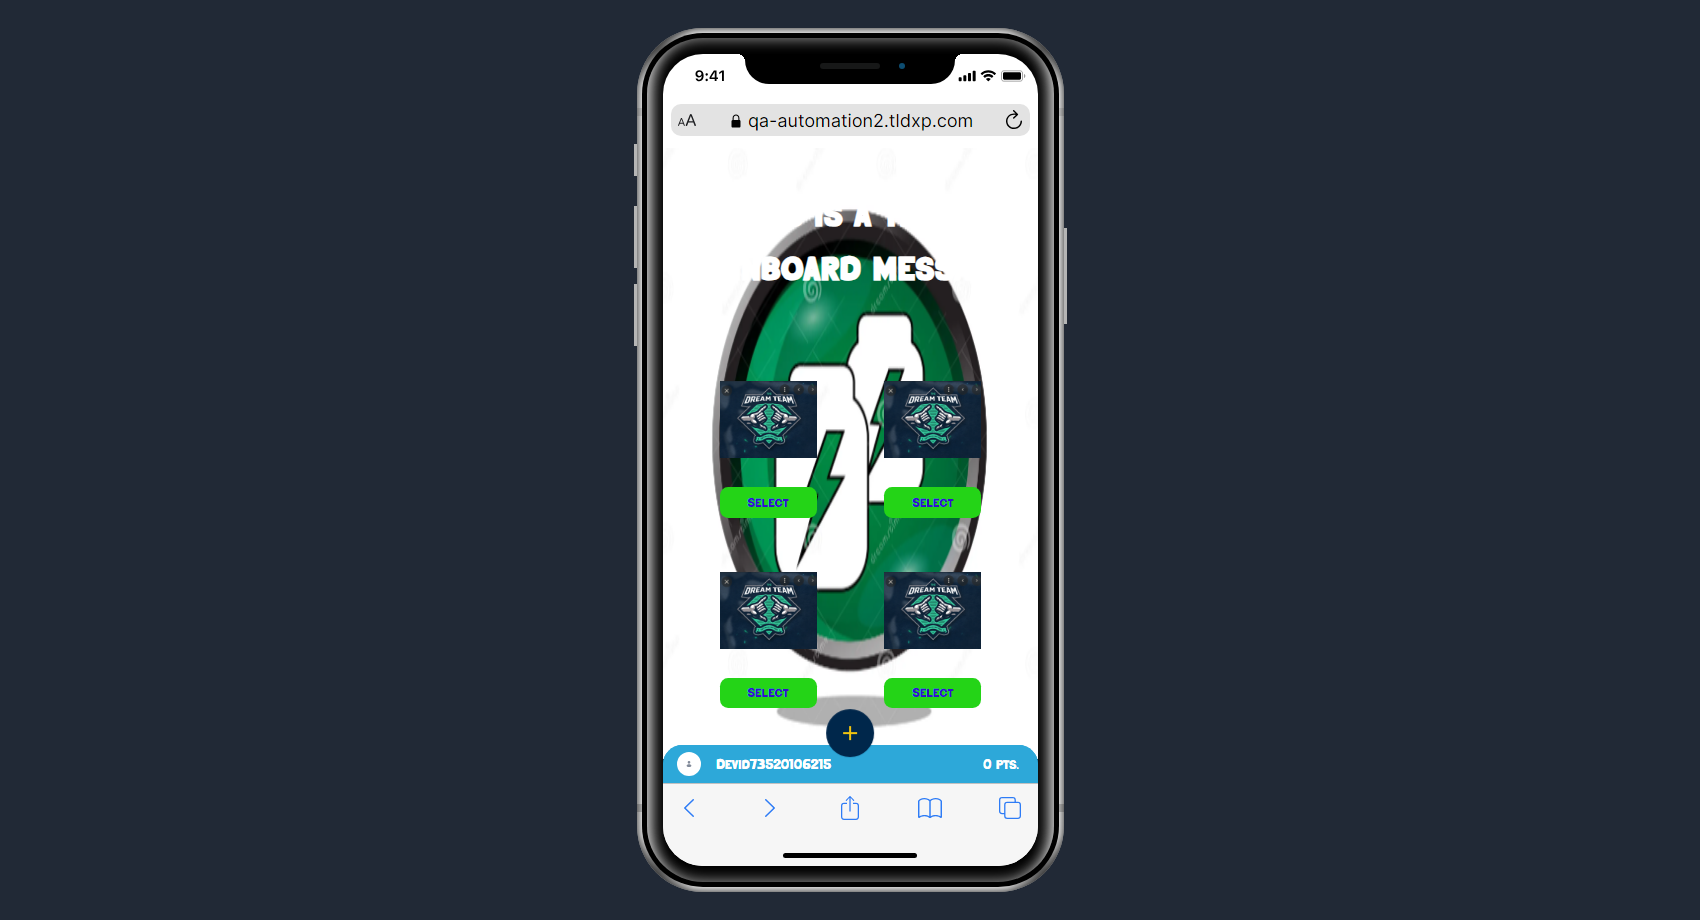 9:41
AA qa-automation2.tldxp.com
IS A
BOARD MESS
DREAM TEAM
DREAM TEAM
SELECT
SELECT
DREAM TEAM
DREAM TEAM
SELECT
SELECT
+
DEVID73520106215
0 PTS.